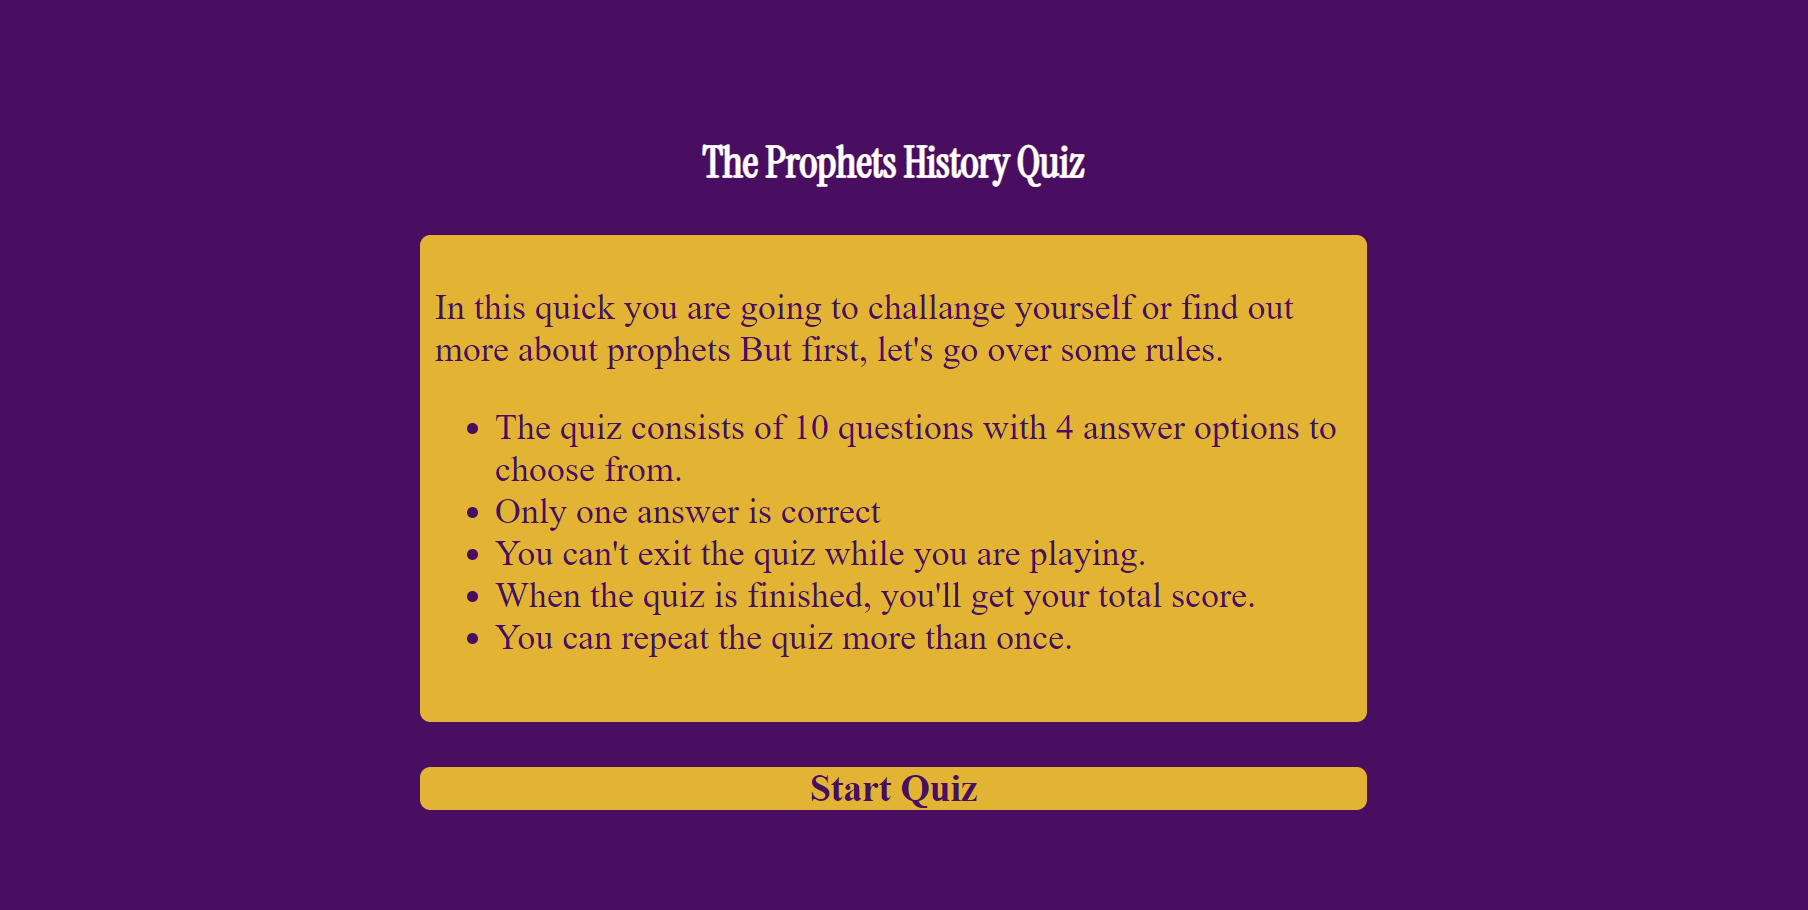 The Prophets History Quiz
In this quick you are going to challange yourself or find out
more about prophets But first, let's go over some rules.
• The quiz consists of 10 questions with 4 answer options to
choose from.
• Only one answer is correct
• You can't exit the quiz while you are playing.
• When the quiz is finished, you'll get your total score.
• You can repeat the quiz more than once.
Start Quiz